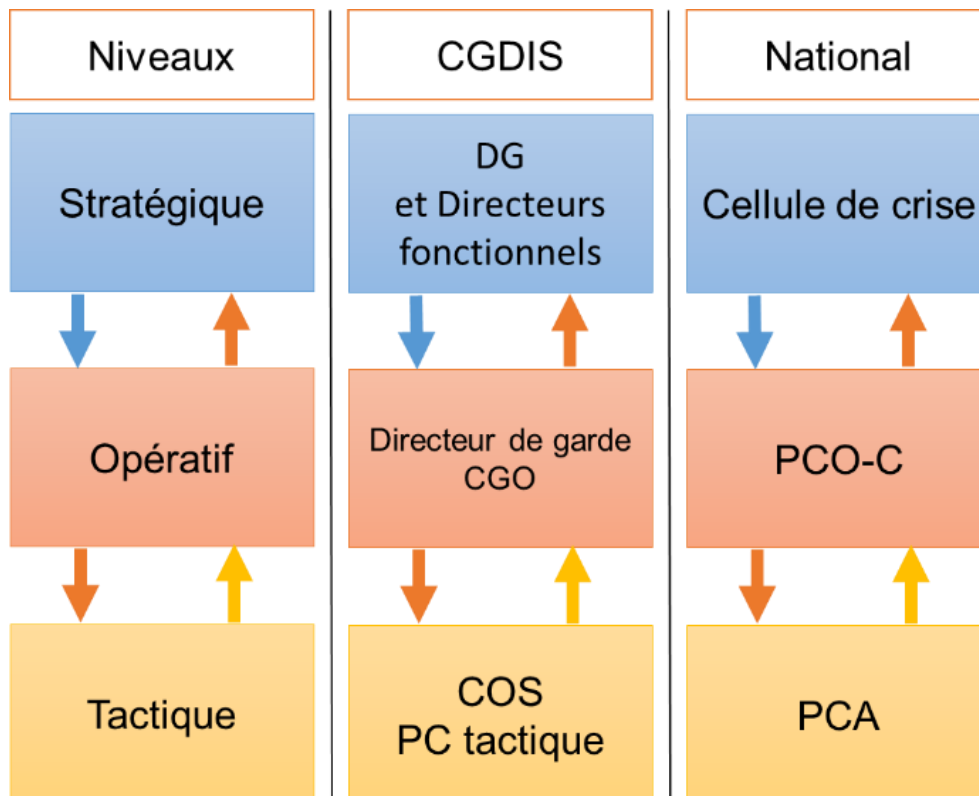 Niveaux
CGDIS
National
Stratégique
DG
et Directeurs
fonctionnels
Cellule de crise
Opératif
Directeur de garde
CGO
PCO-C
Tactique
COS
PC tactique
PCA